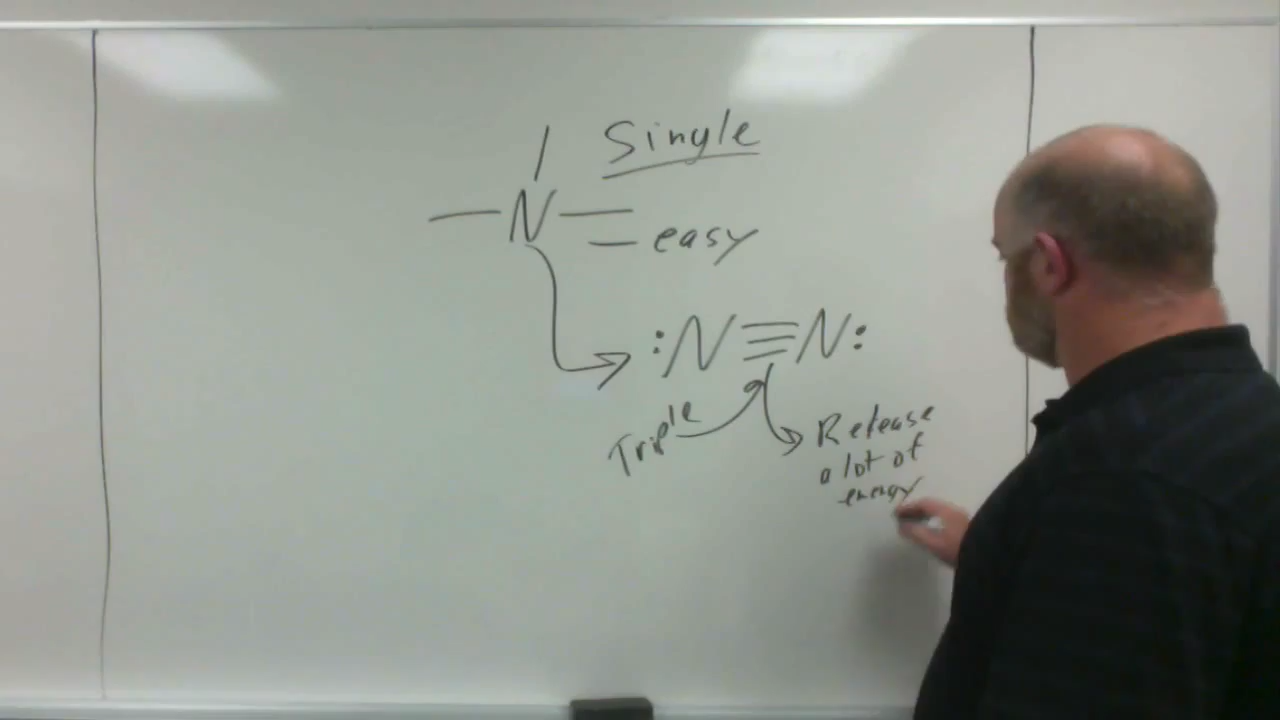 Single
N
- easy
:N≡N:
Triple
Release
a lot of
energy